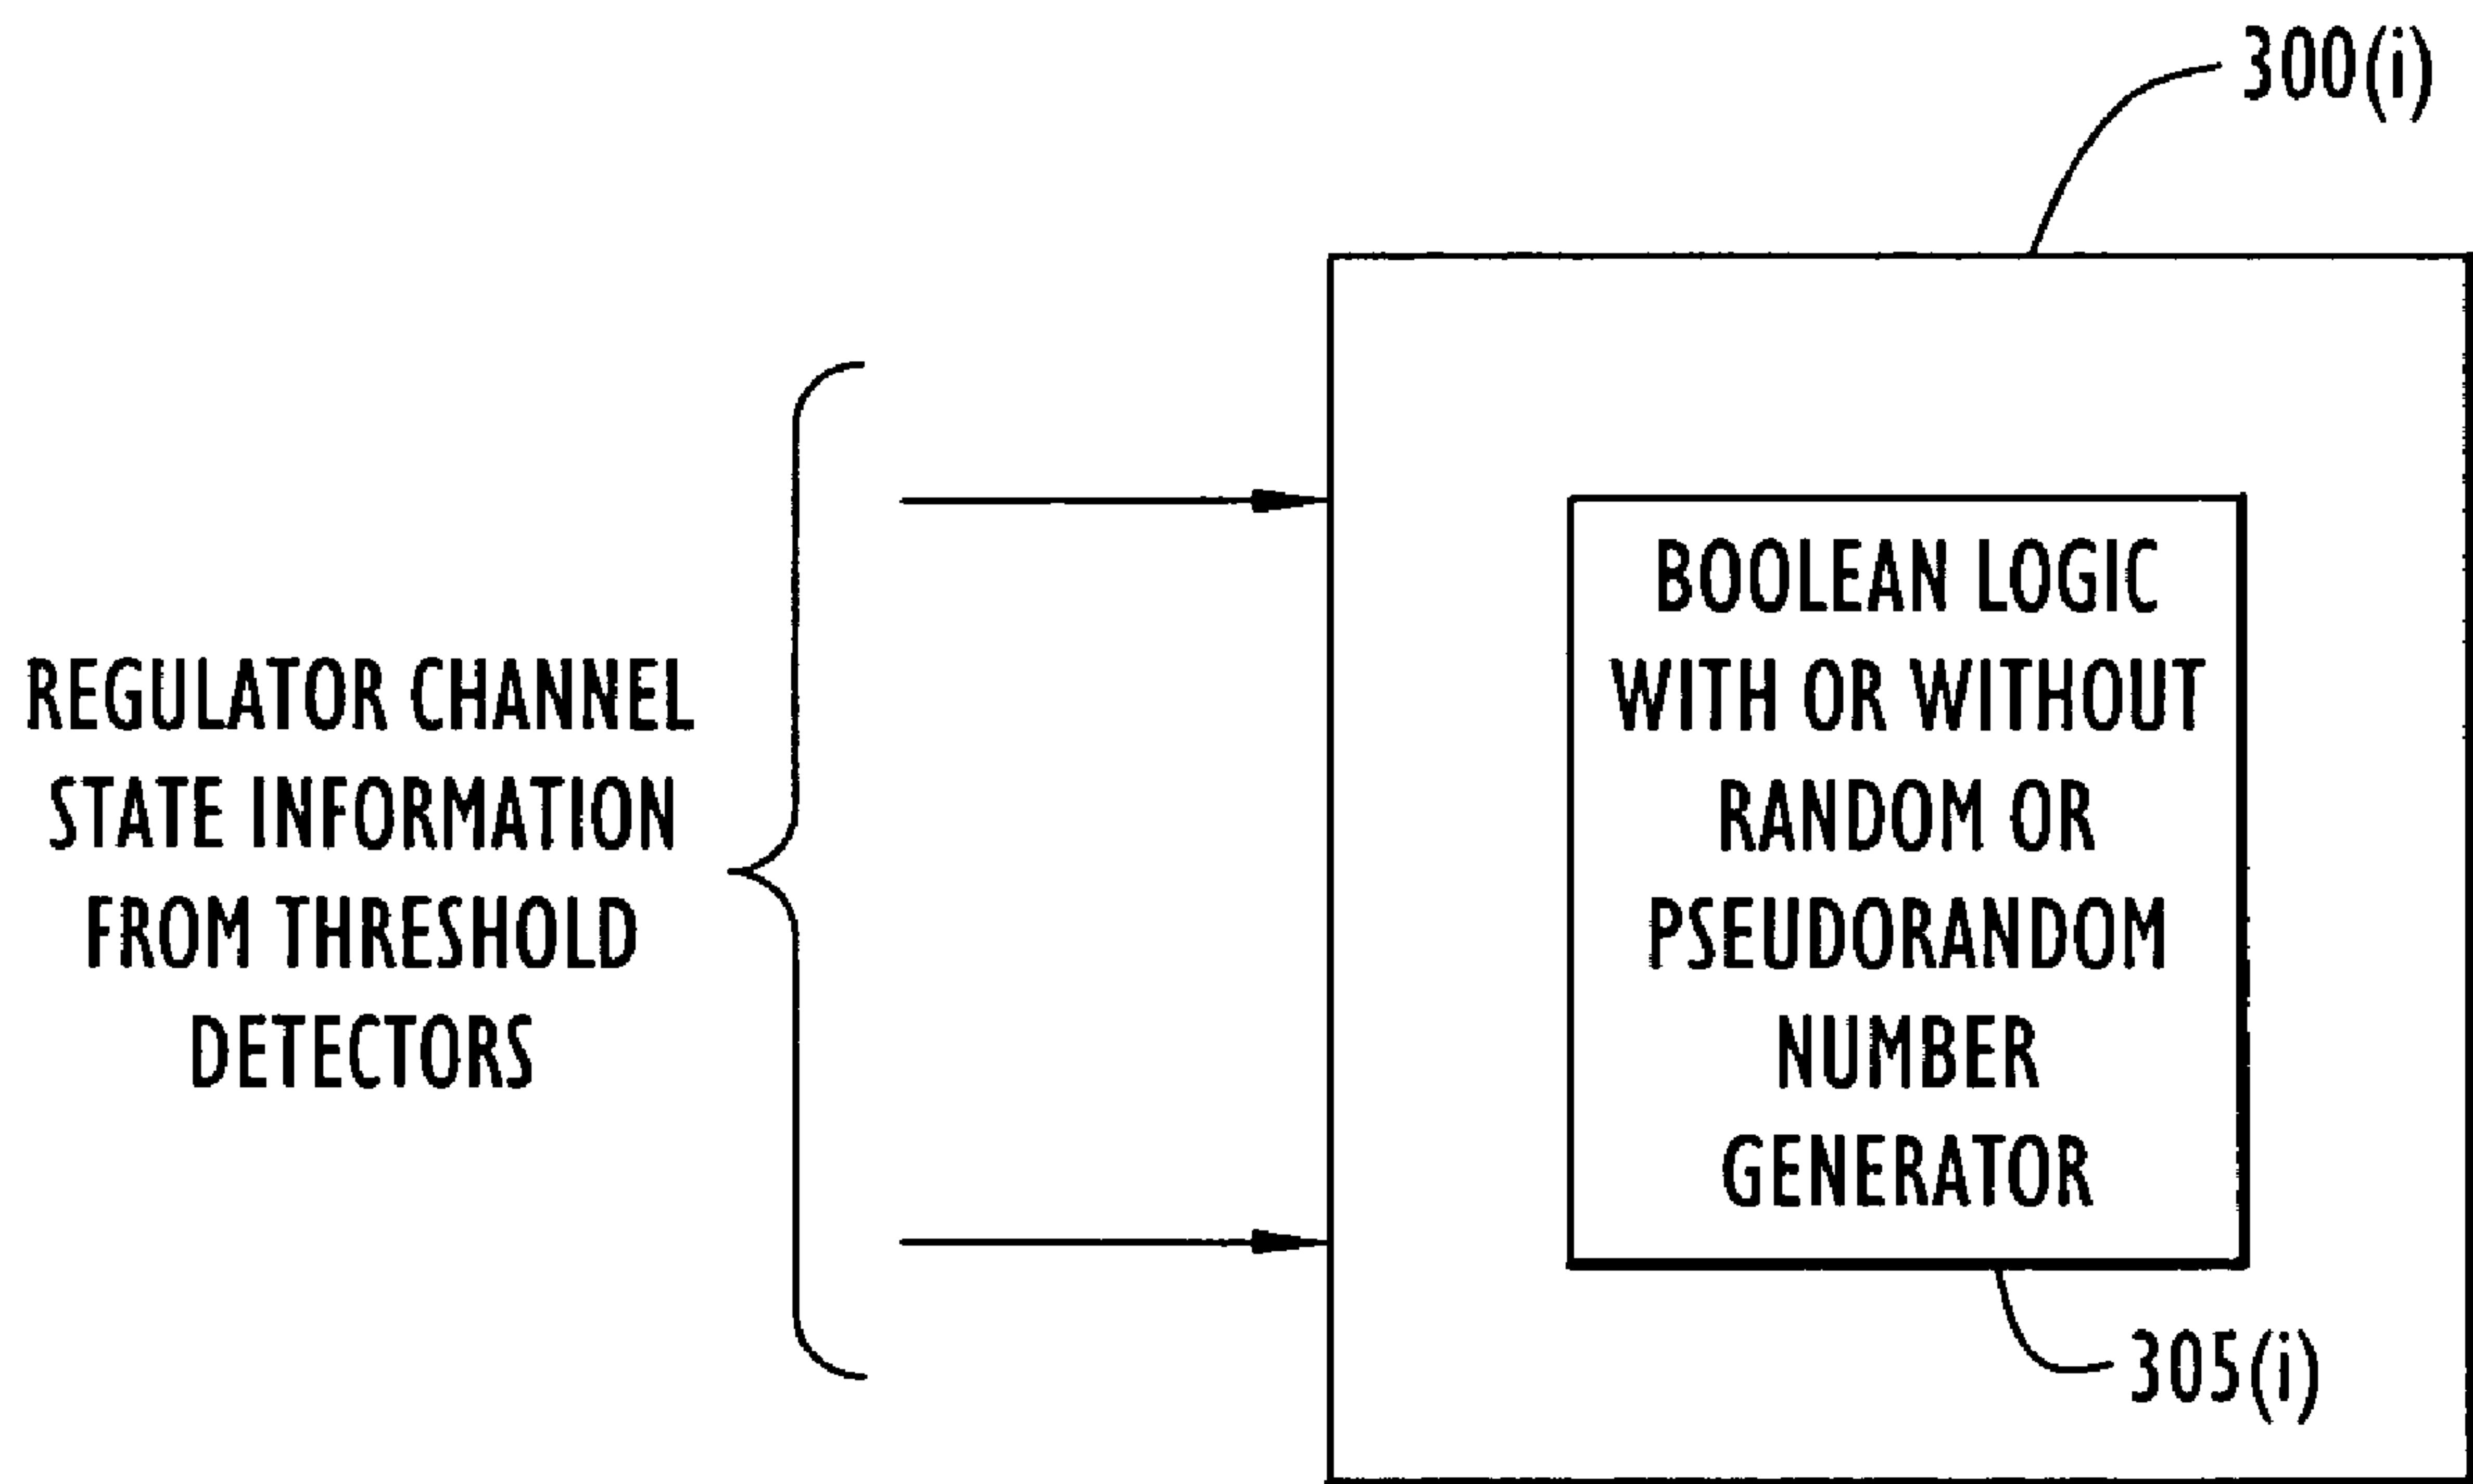 300(i)
REGULATOR CHANNEL
STATE INFORMATION
FROM THRESHOLD
DETECTORS
BOOLEAN LOGIC
WITH OR WITHOUT
RANDOM OR
PSEUDORANDOM
NUMBER
GENERATOR
305(i)